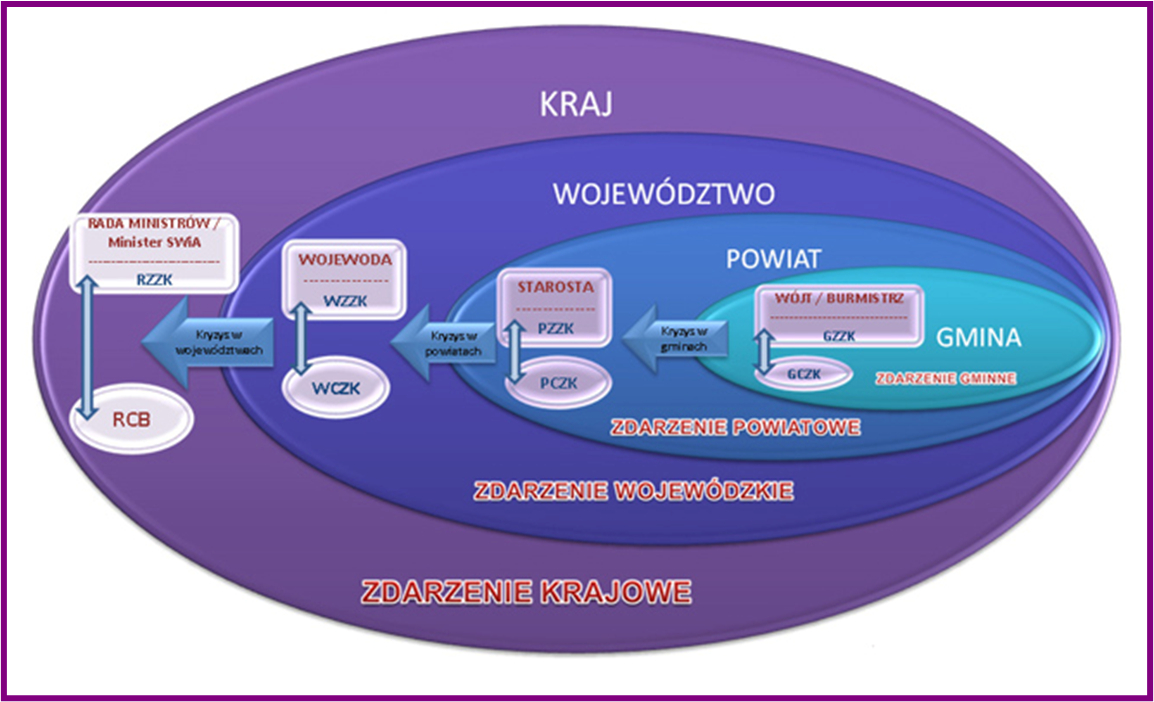 KRAJ
WOJEWÓDZTWO
POWIAT
GMINA
RADA MINISTRÓW /
Minister SWiA
RZZK
RCB
Kryzys w
województwach
WOJEWODA
WZZK
WCZK
Kryzys w
powiatach
STAROSTA
PZZK
PCZK
Kryzys w
gminach
WÓJT / BURMISTRZ
GZZK
GCZK
ZDARZENIE GMINNE
ZDARZENIE POWIATOWE
ZDARZENIE WOJEWÓDZKIE
ZDARZENIE KRAJOWE